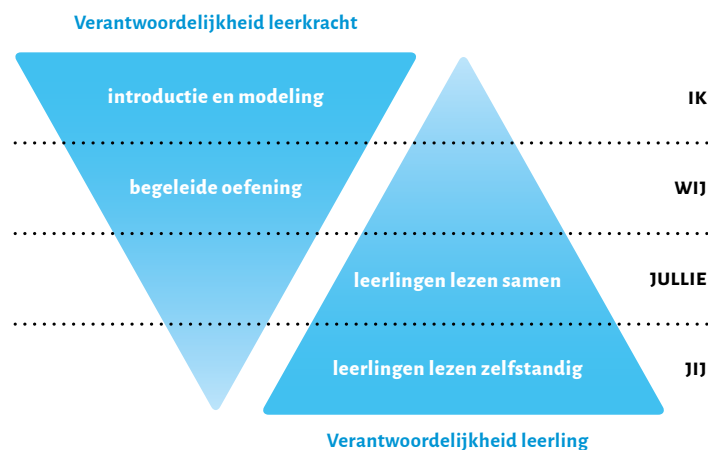 Verantwoordelijkheid leerkracht
introductie en modeling
IK
begeleide oefening
WIJ
leerlingen lezen samen
JULLIE
leerlingen lezen zelfstandig
JIJ
Verantwoordelijkheid leerling